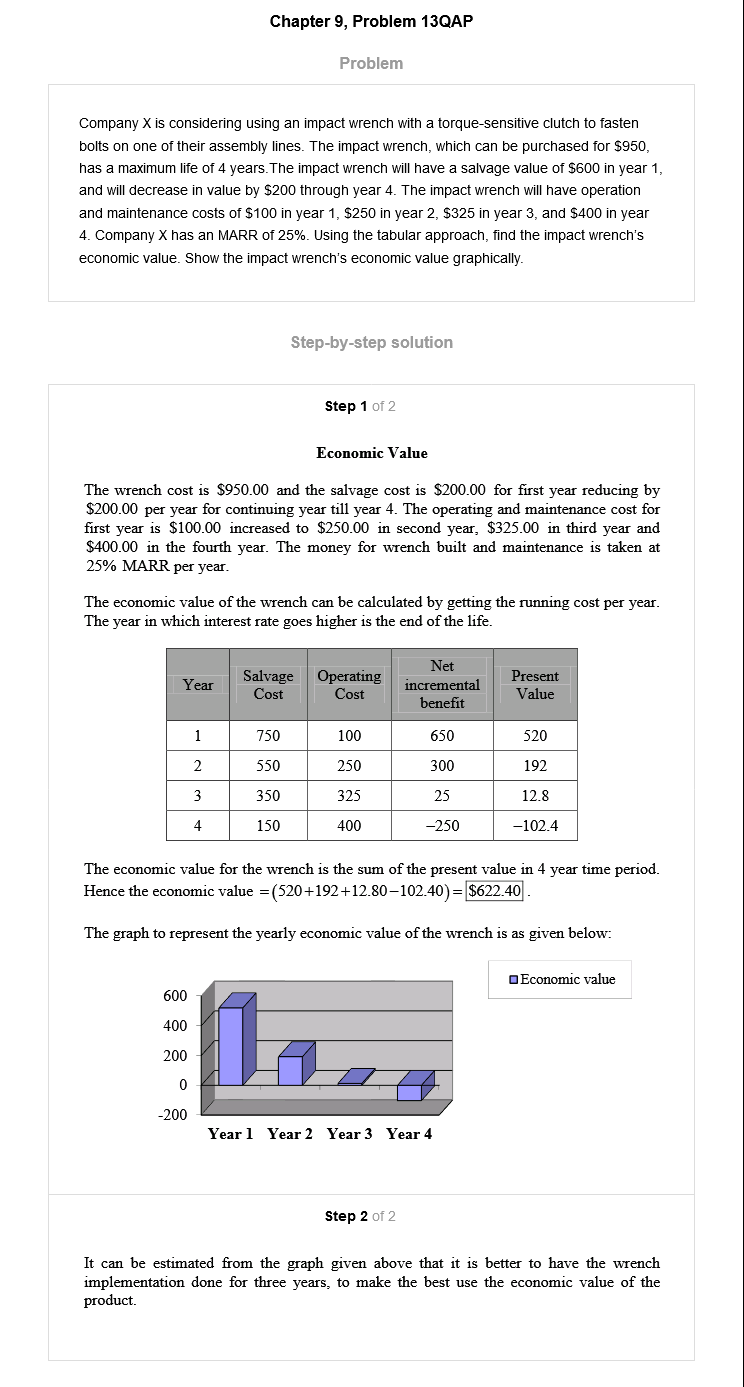 Chapter 9, Problem 13QAP
Problem
Company X is considering using an impact wrench with a torque-sensitive clutch to fasten
bolts on one of their assembly lines. The impact wrench, which can be purchased for $950,
has a maximum life of 4 years.The impact wrench will have a salvage value of $600 in year 1,
and will decrease in value by $200 through year 4. The impact wrench will have operation
and maintenance costs of $100 in year 1, $250 in year 2, $325 in year 3, and $400 in year
4. Company X has an MARR of 25%. Using the tabular approach, find the impact wrench's
economic value. Show the impact wrench's economic value graphically.
Step-by-step solution
Step 1 of 2
Economic Value
The wrench cost is $950.00 and the salvage cost is $200.00 for first year reducing by
$200.00 per year for continuing year till year 4. The operating and maintenance cost for
first year is $100.00 increased to $250.00 in second year, $325.00 in third year and
$400.00 in the fourth year. The money for wrench built and maintenance is taken at
25% MARR per year.
The economic value of the wrench can be calculated by getting the running cost per year.
The year in which interest rate goes higher is the end of the life.
Year Salvage Cost Operating Cost Net incremental benefit Present Value
1 750 100 650 520
2 550 250 300 192
3 350 325 25 12.8
4 150 400 −250 −102.4
The economic value for the wrench is the sum of the present value in 4 year time period.
Hence the economic value =(520+192+12.80−102.40)= $622.40 .
The graph to represent the yearly economic value of the wrench is as given below:
Economic value
600
400
200
0
-200
Year 1 Year 2 Year 3 Year 4
Step 2 of 2
It can be estimated from the graph given above that it is better to have the wrench
implementation done for three years, to make the best use the economic value of the
product.